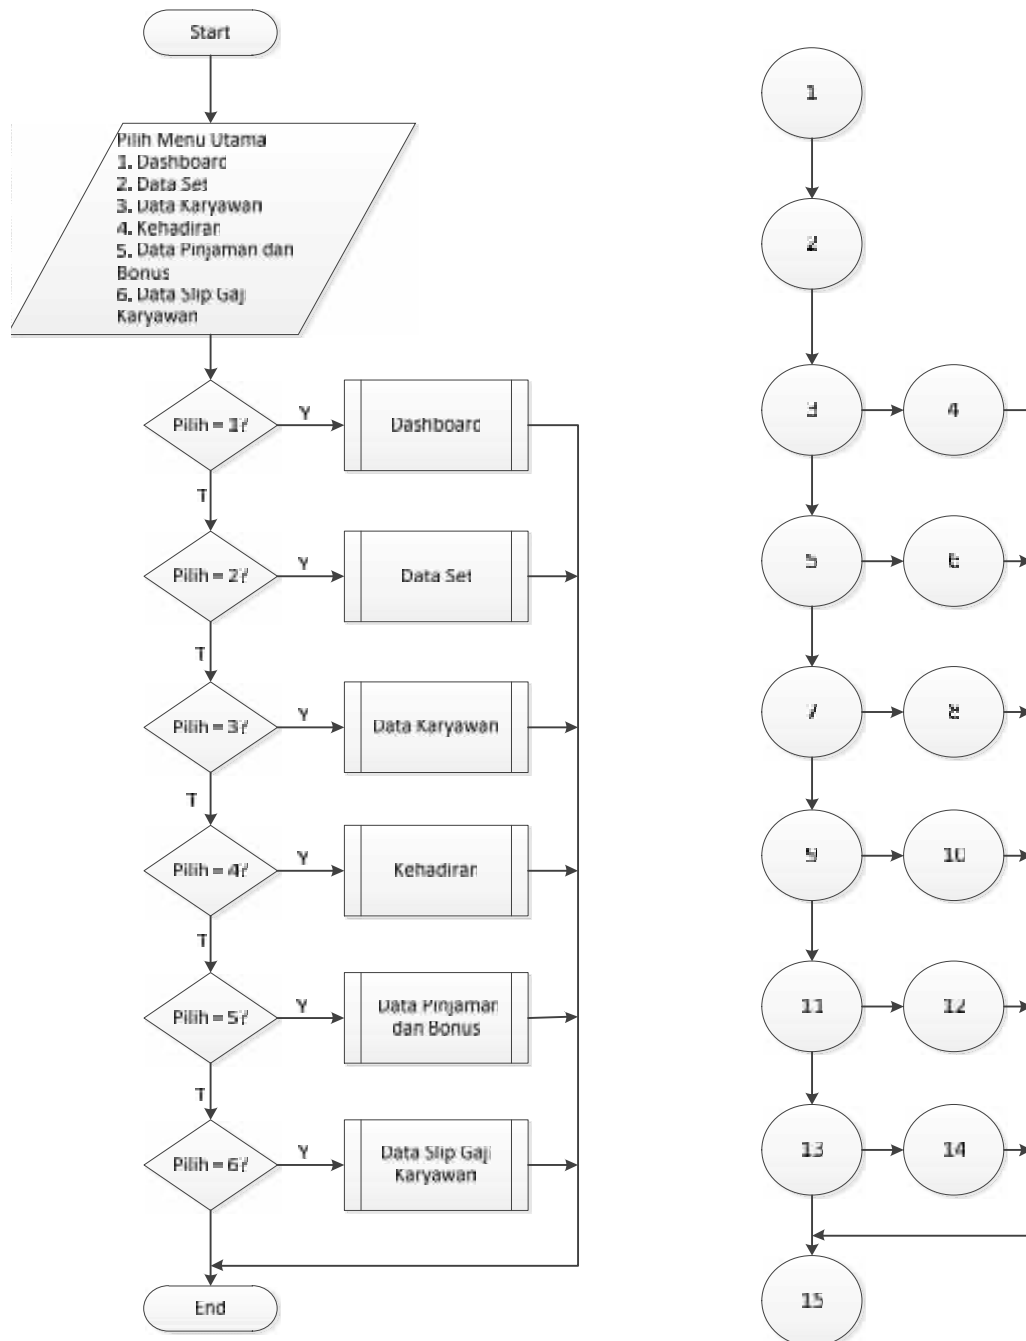 Start
Pilih Menu Utama
1. Dashboard
2. Data Set
3. Data Karyawan
4. Kehadiran
5. Data Pinjaman dan
Bonus
6. Data Slip Gaji
Karyawan
Pilih = 1?
Y
Dashboard
T
Pilih = 2?
Y
Data Set
T
Pilih = 3?
Y
Data Karyawan
T
Pilih = 4?
Y
Kehadiran
T
Pilih = 5?
Y
Data Pinjaman
dan Bonus
T
Pilih = 6?
Y
Data Slip Gaji
Karyawan
End
1
2
3
4
5
6
7
8
9
10
11
12
13
14
15